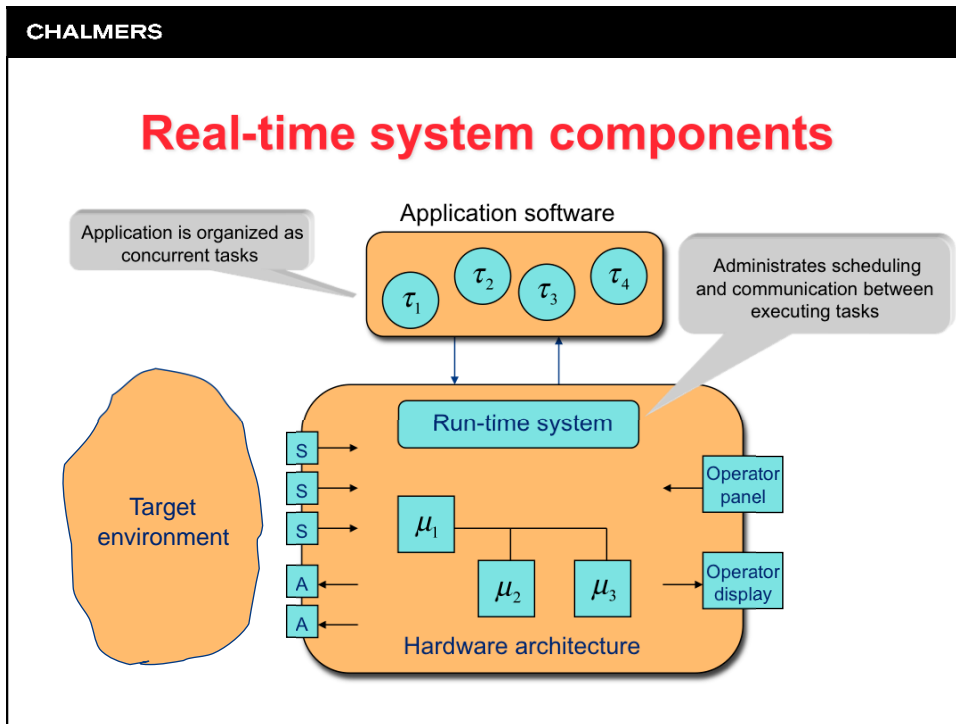 CHALMERS
Real-time system components
Application software
Application is organized as
concurrent tasks
τ1
τ2
τ3
τ4
Administrates scheduling
and communication between
executing tasks
Run-time system
S
S
S
A
A
Target
environment
μ1
μ2
μ3
Operator
panel
Operator
display
Hardware architecture